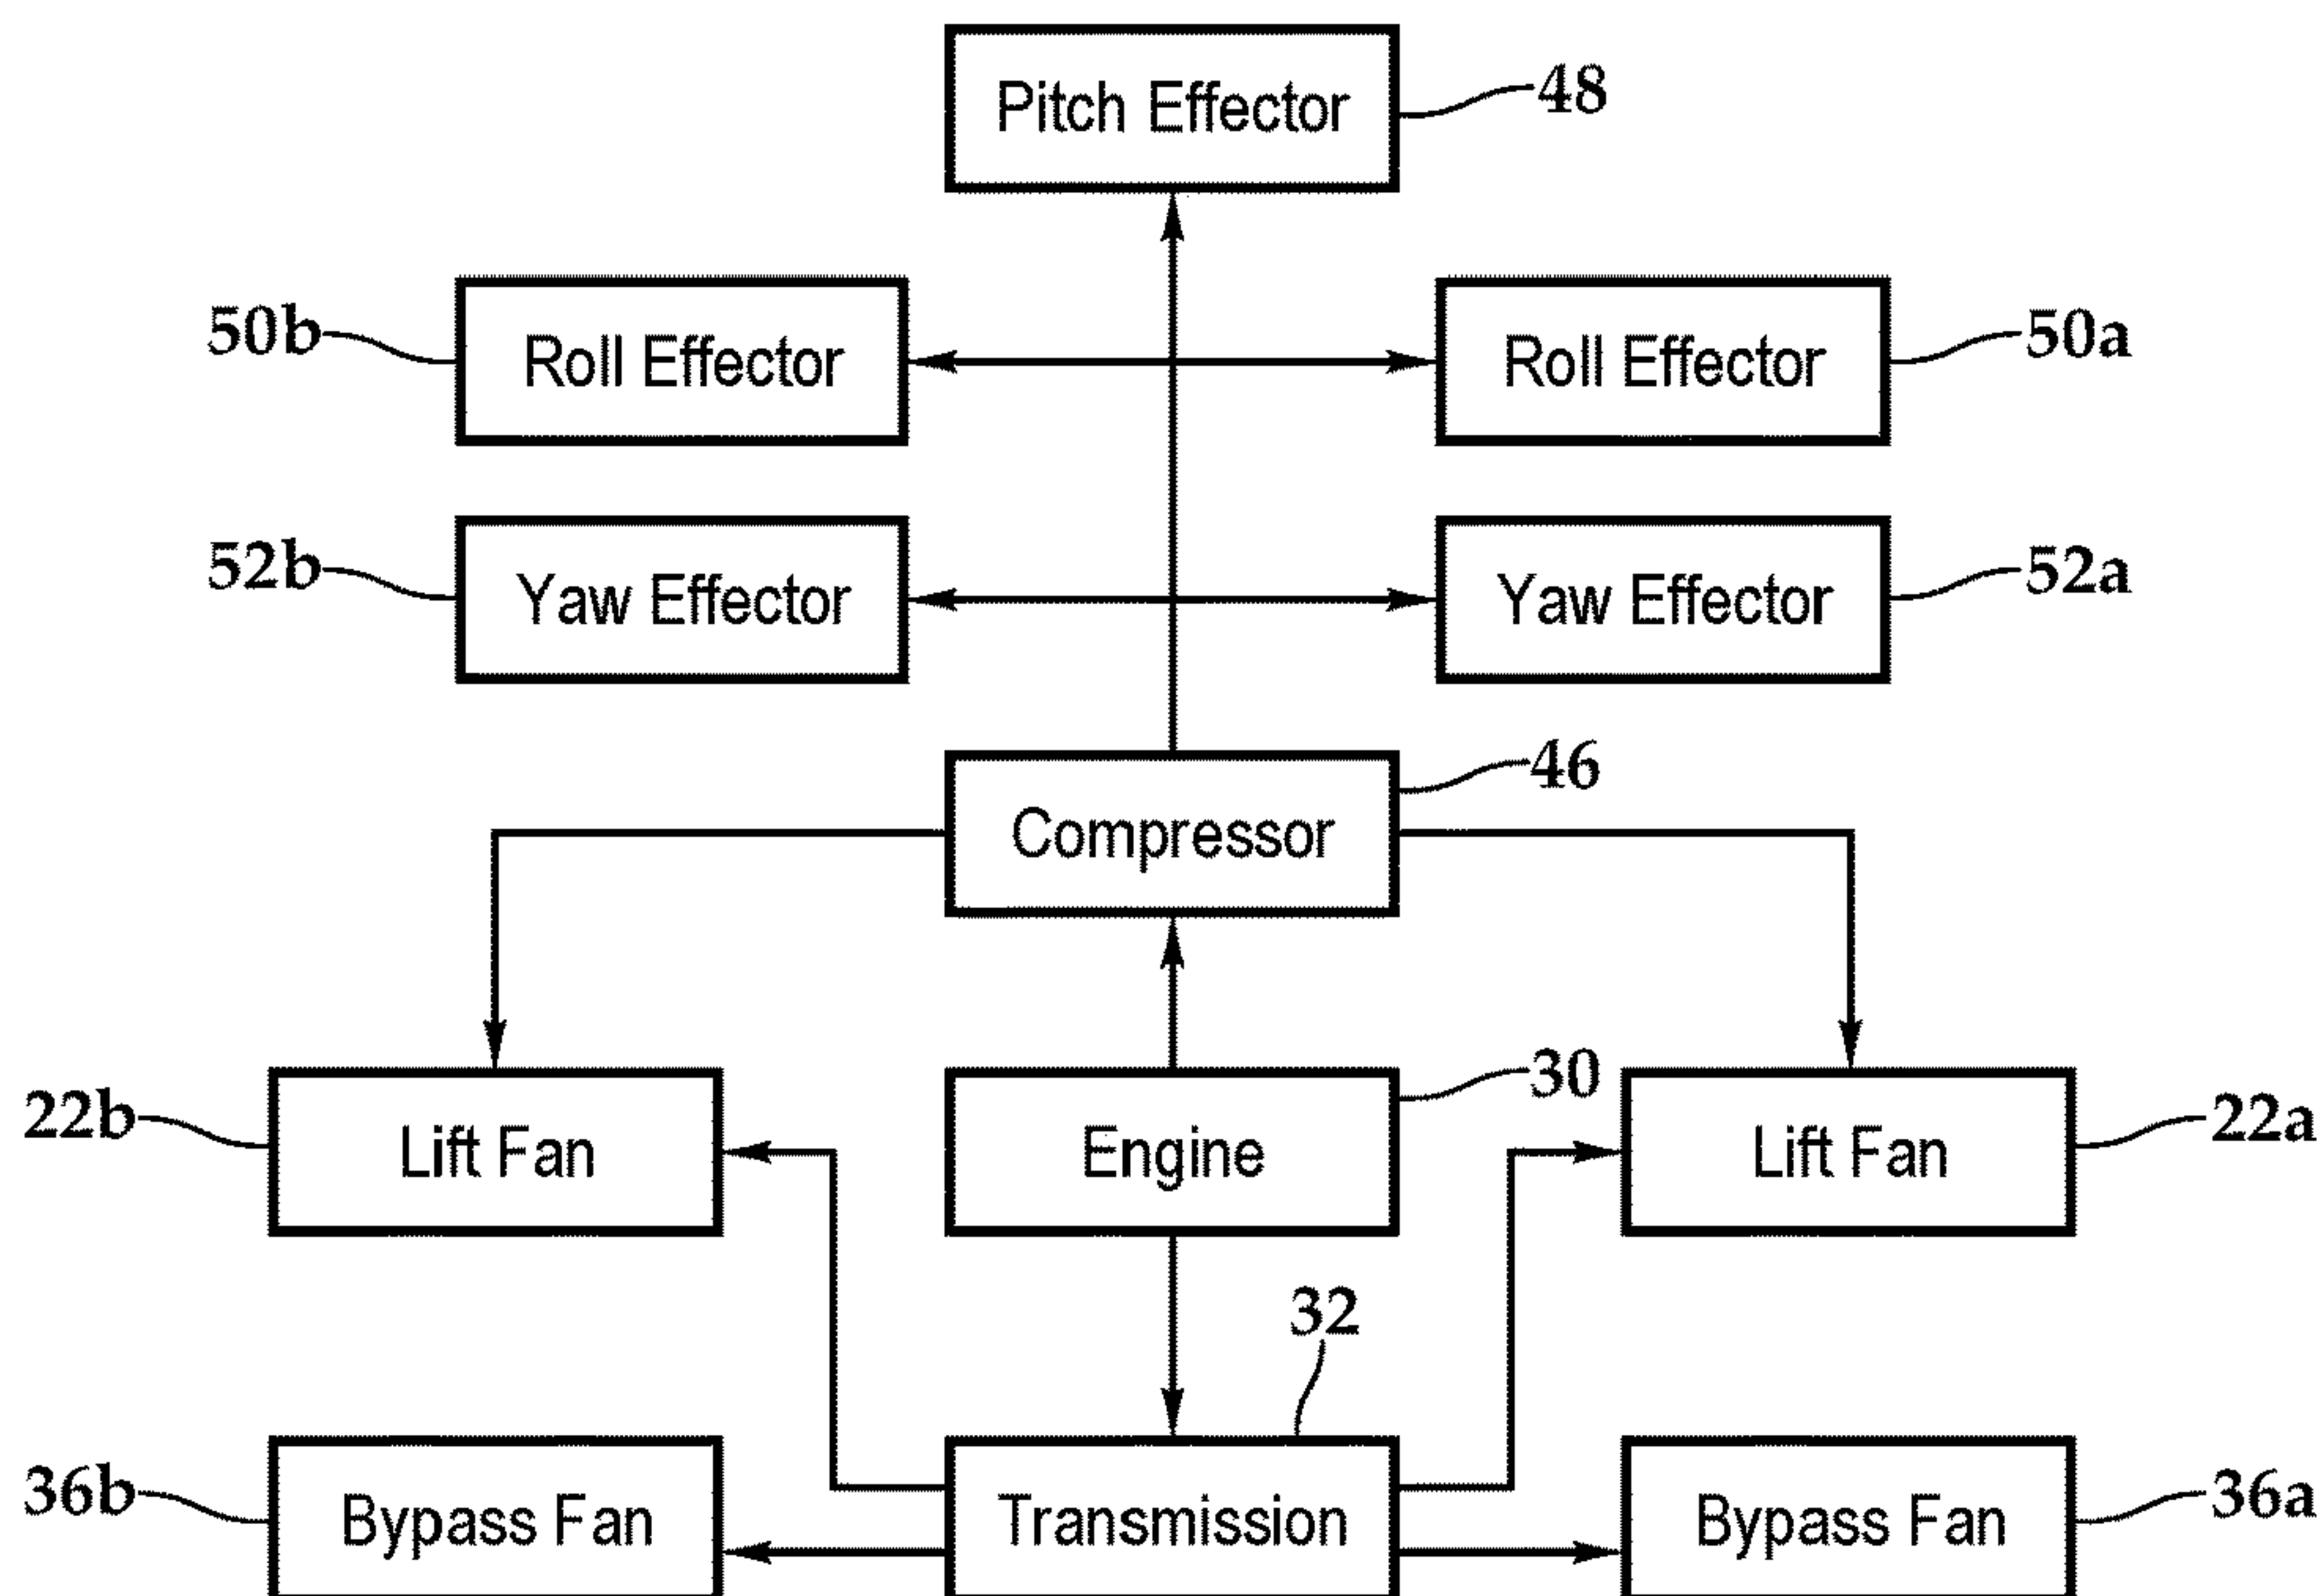 Pitch Effector
48
50b
Roll Effector
Roll Effector
50a
52b
Yaw Effector
Yaw Effector
52a
46
Compressor
30
22b
Lift Fan
Engine
Lift Fan
22a
32
36b
Bypass Fan
Transmission
Bypass Fan
36a